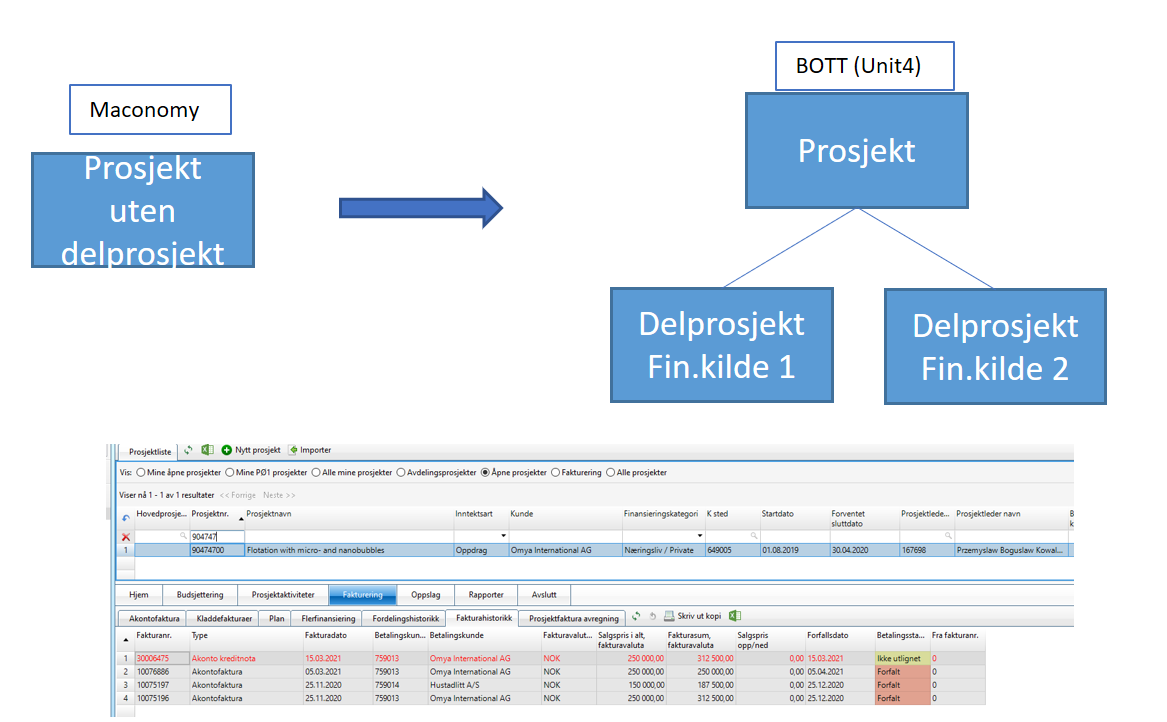 BOTT (Unit4)
Maconomy
Prosjekt
uten
delprosjekt
Prosjekt
Delprosjekt
Fin.kilde 1
Delprosjekt
Fin.kilde 2
Prosjektliste Nytt prosjekt Importer
Vis: Mine åpne prosjekter Mine PØ1 prosjekter Alle mine prosjekter Avdelingsprosjekter Åpne prosjekter Fakturering Alle prosjekter
Viser nå 1 - 1 av 1 resultater << Forrige Neste >>
Hovedprosje... Prosjektnr. Prosjektnavn Inntektsart Kunde Finansieringskategori K sted Startdato Forventet sluttdato Prosjektlede... Prosjektleder navn
904747
1 90474700 Flotation with micro- and nanobubbles Oppdrag Omya International AG Næringsliv / Private 649005 01.08.2019 30.04.2020 167698 Przemyslaw Boguslaw Kowal...
Hjem Budsjettering Prosjektaktiviteter Fakturering Oppslag Rapporter Avslutt
Akontofaktura Kladdefakturaer Plan Flerfinansiering Fordelingshistorikk Fakturahistorikk Prosjektfaktura avregning Skriv ut kopi
Fakturanr. Type Fakturadato Betalingskun... Betalingskunde Fakturavalut... Salgspris i alt, fakturavaluta Fakturasum, fakturavaluta Salgspris opp/ned Forfallsdato Betalingssta... Fra fakturanr.
1 30006475 Akonto kreditnota 15.03.2021 759013 Omya International AG NOK 250 000,00 312 500,00 0,00 15.03.2021 Ikke utlignet 0
2 10076886 Akontofaktura 05.03.2021 759013 Omya International AG NOK 250 000,00 250 000,00 0,00 05.04.2021 Forfalt 0
3 10075197 Akontofaktura 25.11.2020 759014 Hustadlitt A/S NOK 150 000,00 187 500,00 0,00 25.12.2020 Forfalt 0
4 10075196 Akontofaktura 25.11.2020 759013 Omya International AG NOK 250 000,00 312 500,00 0,00 25.12.2020 Forfalt 0